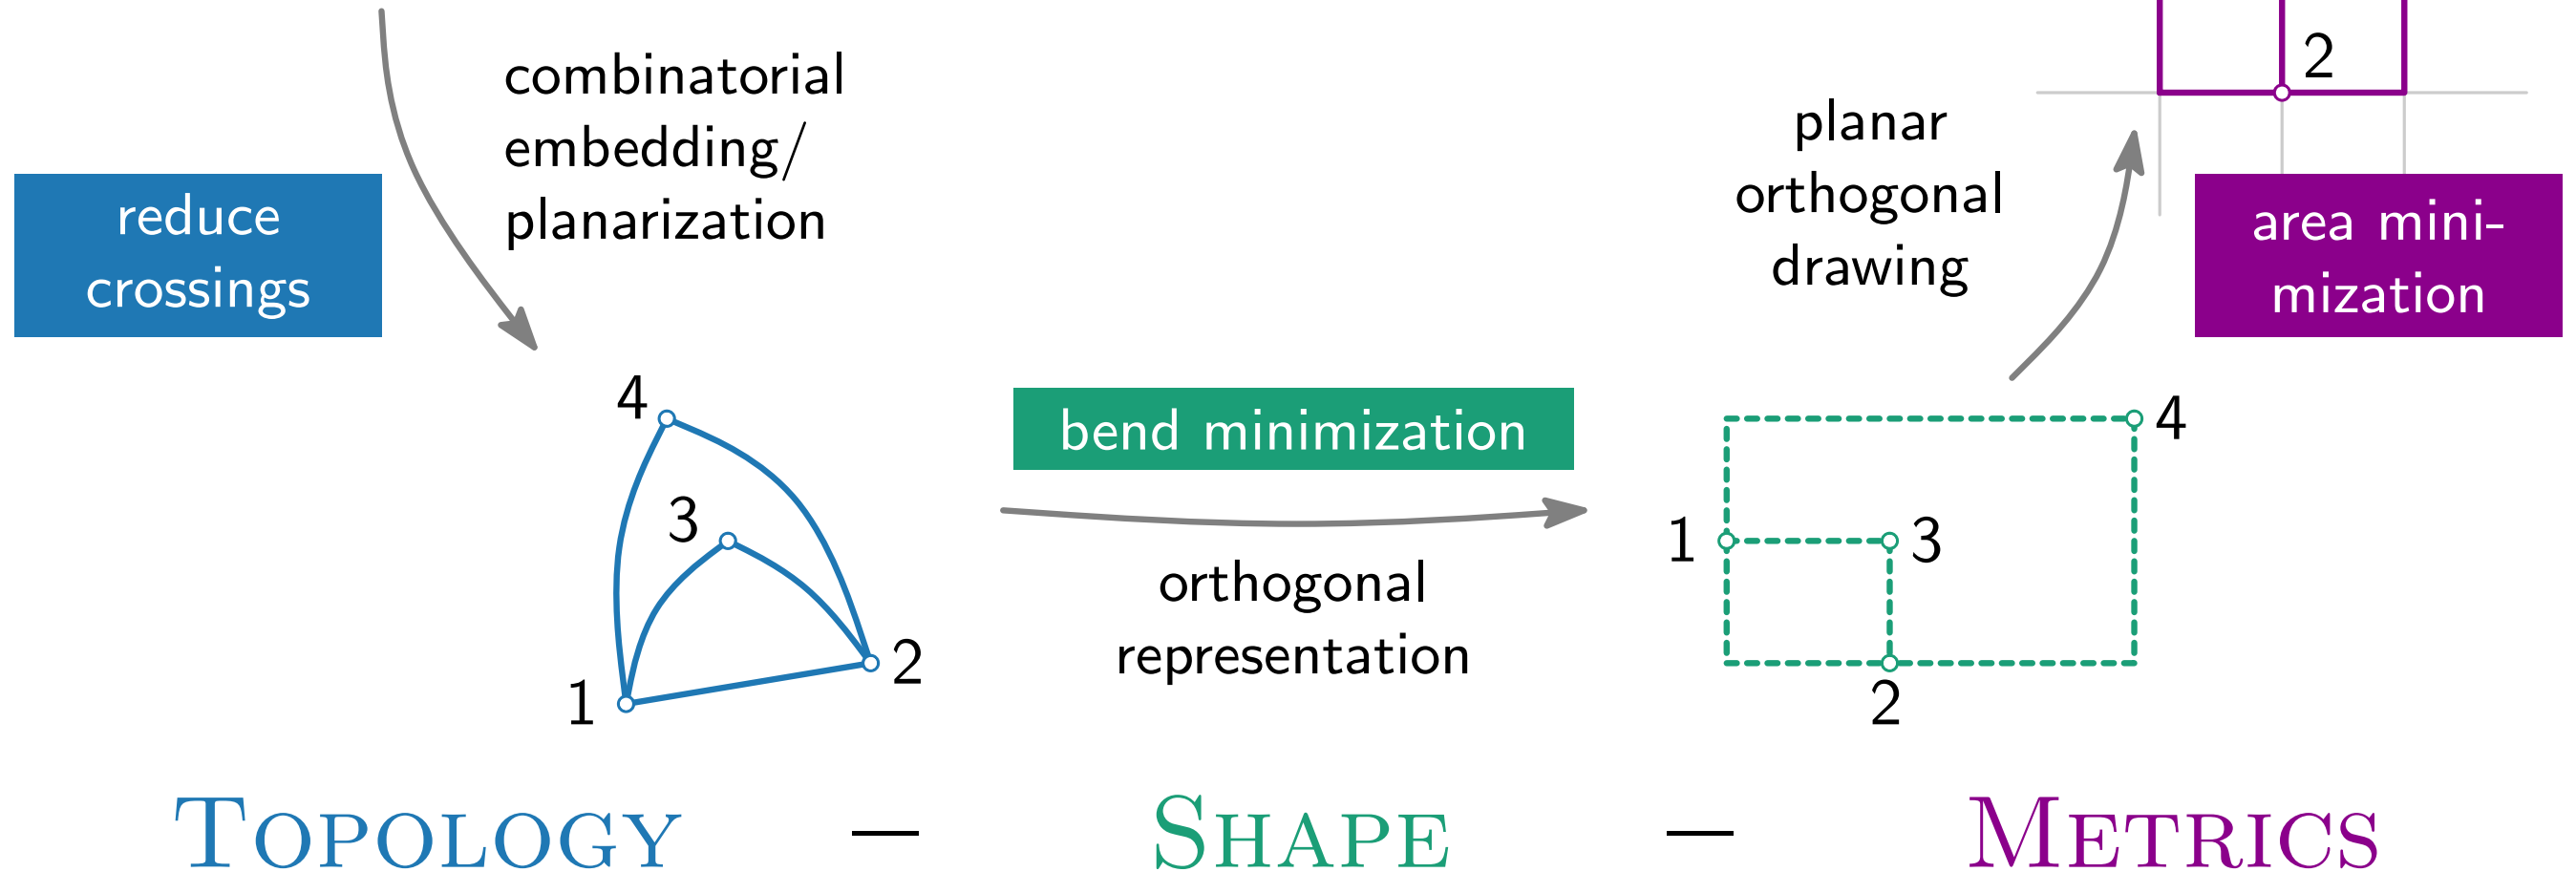 combinatorial
embedding/
planarization
reduce
crossings
planar
orthogonal
drawing
2
area mini-
mization
4
3
1
2
bend minimization
orthogonal
representation
4
1
3
2
TOPOLOGY — SHAPE — METRICS